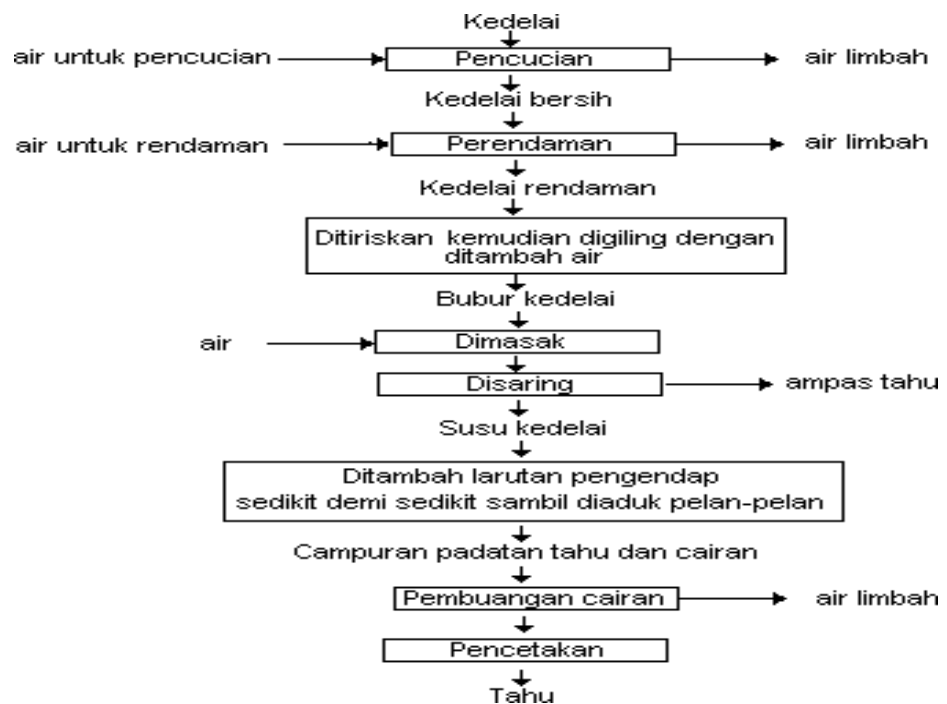 Kedelai
air untuk pencucian
Pencucian
air limbah
Kedelai bersih
air untuk rendaman
Perendaman
air limbah
Kedelai rendaman
Ditiriskan kemudian digiling dengan
ditambah air
Bubur kedelai
air
Dimasak
Disaring
ampas tahu
Susu kedelai
Ditambah larutan pengendap
sedikit demi sedikit sambil diaduk pelan-pelan
Campuran padatan tahu dan cairan
Pembuangan cairan
air limbah
Pencetakan
Tahu